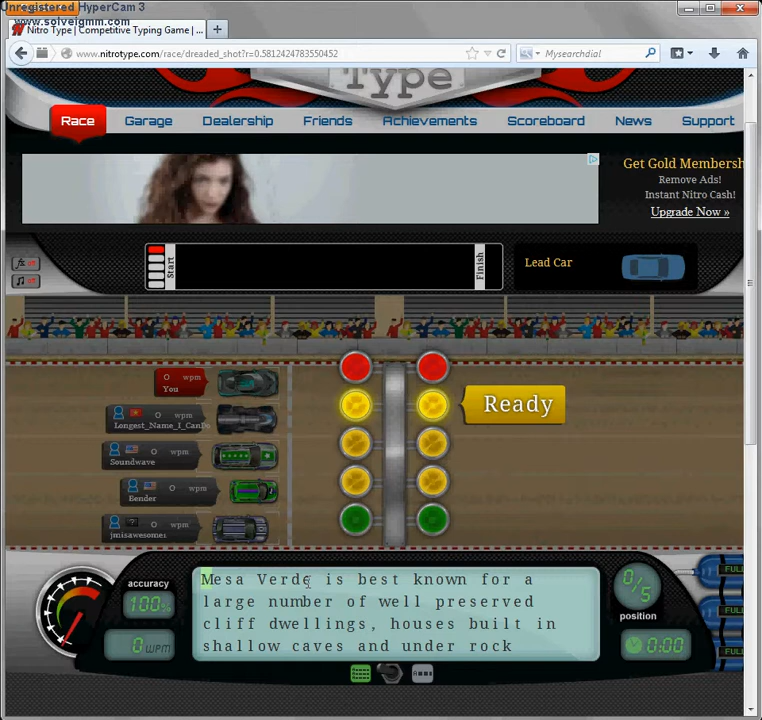 Unregistered HyperCam 3
www.solveigmm.com
Nitro Type | Competitive Typing Game | ...
www.nitrotype.com/race/dreaded_shot?r=0.5812424783550452
Mysearchdial
Type
Race
Garage
Dealership
Friends
Achievements
Scoreboard
News
Support
Get Gold Membersh
Remove Ads!
Instant Nitro Cash!
Upgrade Now »
Start
Finish
Lead Car
fx
0 wpm
You
0 wpm
Longest_Name_I_CanDo
0 wpm
Soundwave
0 wpm
Eender
0 wpm
jmisawesomes
Ready
accuracy
100%
0 WPM
Mesa Verde is best known for a
large number of well preserved
cliff dwellings, houses built in
shallow caves and under rock
0/5
position
0:00
FULL
FULL
FULL